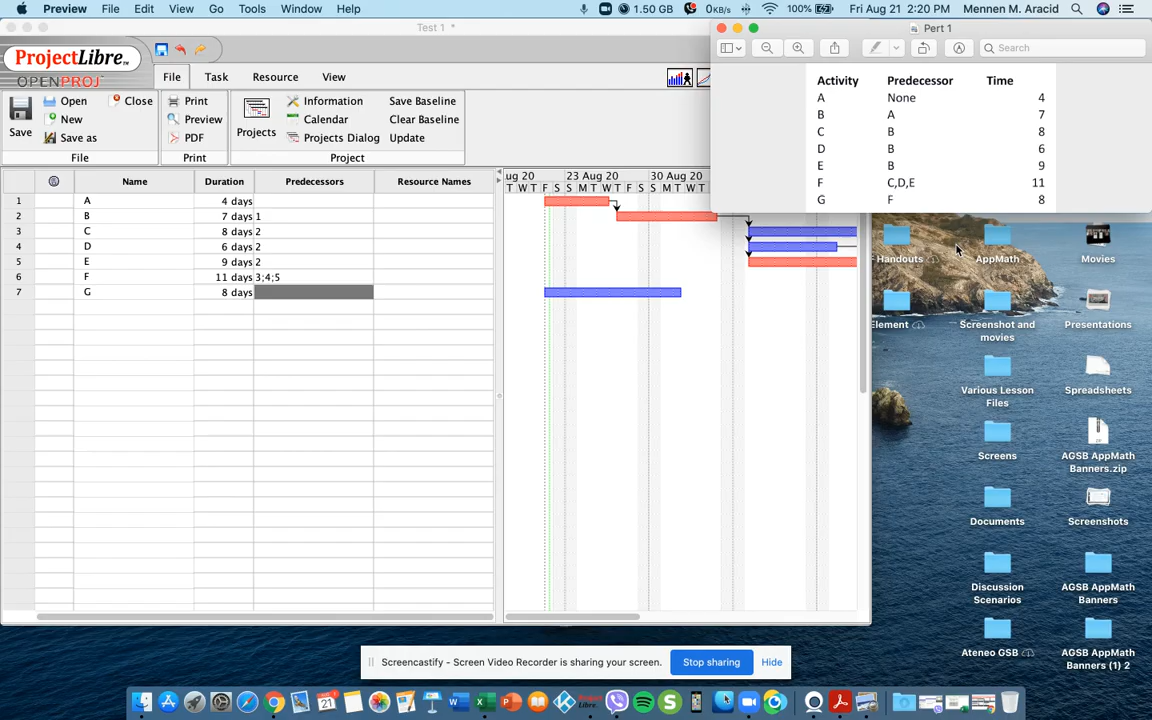 Preview File Edit View Go Tools Window Help 1.50 GB 0KB/s 100% Fri Aug 21 2:20 PM Mennen M. Aracid
Test 1 *
Pert 1
Search
ProjectLibre
OPENPROJ
File Task Resource View
Save
Open Close
New
Save as
File
Print
Preview
PDF
Print
Projects
Information
Calendar
Projects Dialog
Save Baseline
Clear Baseline
Update
Project
Activity Predecessor Time
A None 4
B A 7
C B 8
D B 6
E B 9
F C,D,E 11
G F 8
Name Duration Predecessors Resource Names
1 A 4 days
2 B 7 days 1
3 C 8 days 2
4 D 6 days 2
5 E 9 days 2
6 F 11 days 3;4;5
7 G 8 days
ug 20 23 Aug 20 30 Aug 20
T W T F S S M T W T F S S M T W T
Handouts AppMath Movies
Element Screenshot and movies Presentations
Various Lesson Files Spreadsheets
Screens AGSB AppMath Banners.zip
Documents Screenshots
Discussion Scenarios AGSB AppMath Banners
Ateneo GSB AGSB AppMath Banners (1) 2
Screencastify - Screen Video Recorder is sharing your screen. Stop sharing Hide